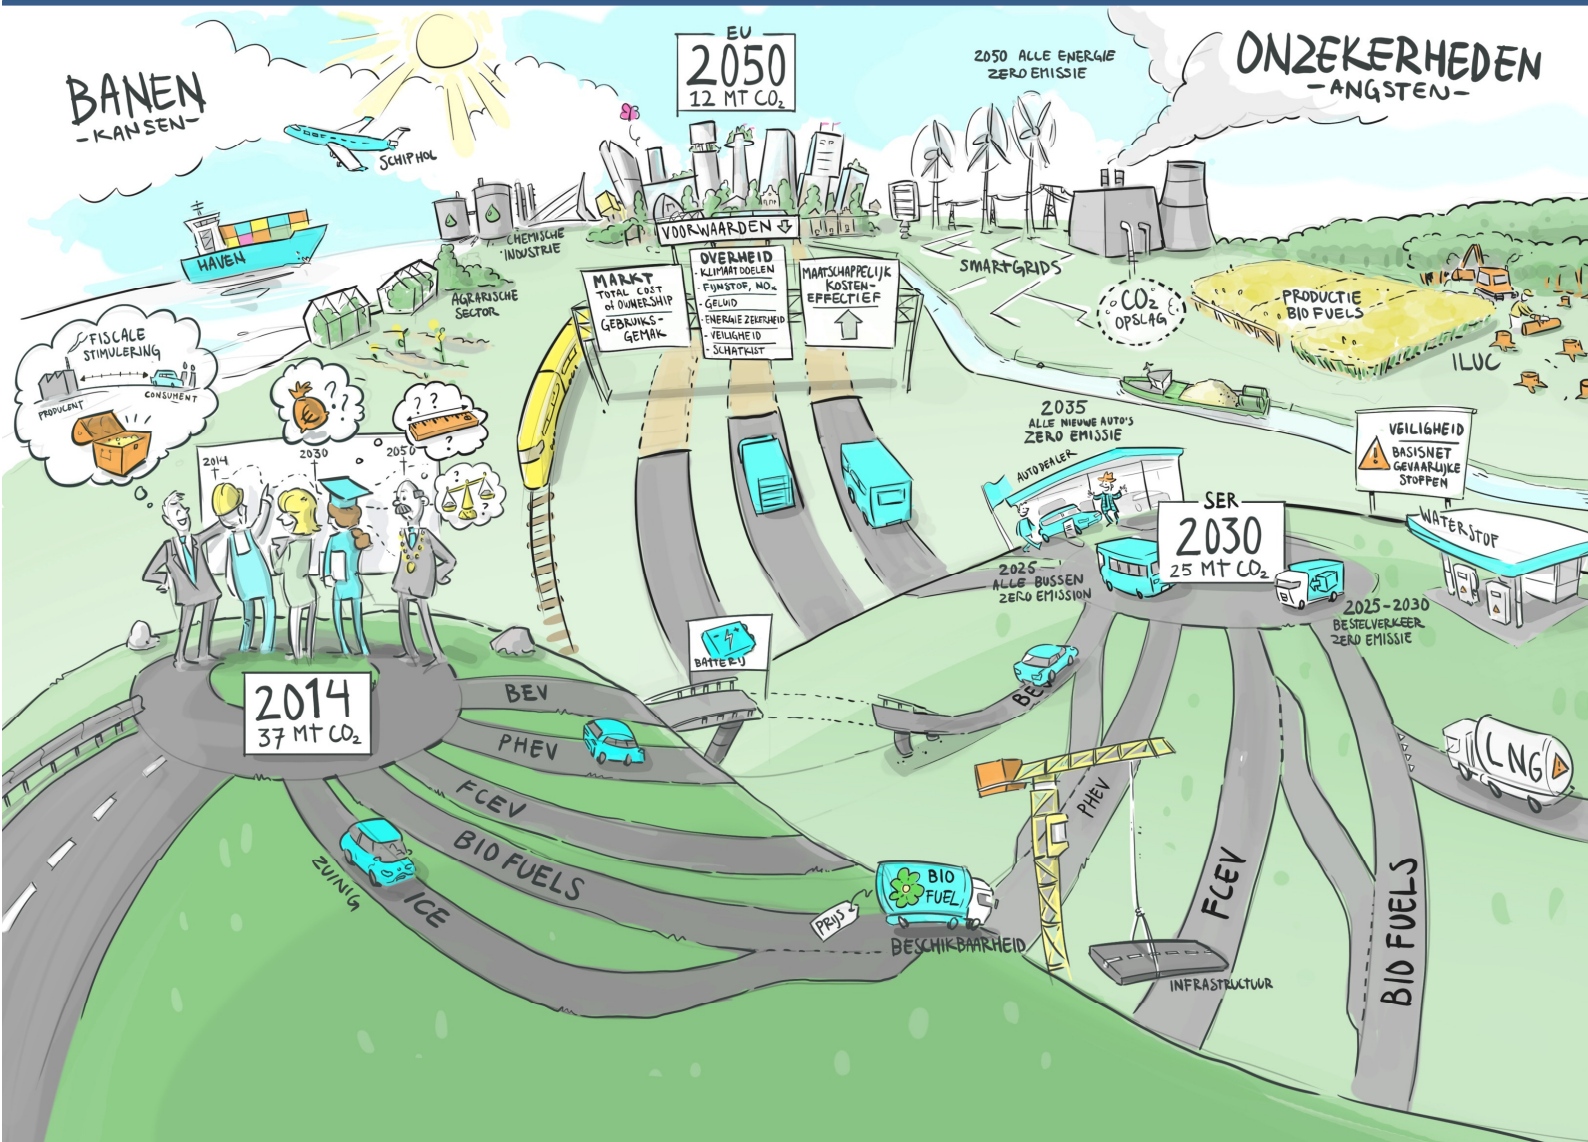 BANEN
-KANSEN-
EU
2050
12 MT CO₂
2050 ALLE ENERGIE
ZERO EMISSIE
ONZEKERHEDEN
-ANGSTEN-
SCHIPHOL
HAVEN
CHEMISCHE
INDUSTRIE
AGRARISCHE
SECTOR
VOORWAARDEN
MARKT
TOTAL COST
of OWNERSHIP
GEBRUIKS-
GEMAK
OVERHEID
- KLIMAATDOELEN
- FIJNSTOF, NOx
- GELUID
- ENERGIE ZEKERHEID
- VEILIGHEID
- SCHATKIST
MAATSCHAPPELIJK
KOSTEN-
EFFECTIEF
SMARTGRIDS
CO₂
OPSLAG
PRODUCTIE
BIO FUELS
ILUC
FISCALE
STIMULERING
PRODUCENT
CONSUMENT
? ?
€
? ?
?
?
?
2014
2030
2050
2035
ALLE NIEUWE AUTO'S
ZERO EMISSIE
AUTODEALER
VEILIGHEID
BASISNET
GEVAARLIJKE
STOFFEN
WATERSTOF
SER
2030
25 MT CO₂
2025
ALLE BUSSEN
ZERO EMISSION
2025-2030
BESTELVERKEER
ZERO EMISSIE
BATTERIJ
2014
37 MT CO₂
BEV
PHEV
FCEV
BIO FUELS
ICE
ZUINIG
BEV
PHEV
FCEV
BIO FUELS
LNG
PRIJS
BIO
FUEL
BESCHIKBAARHEID
INFRASTRUCTUUR